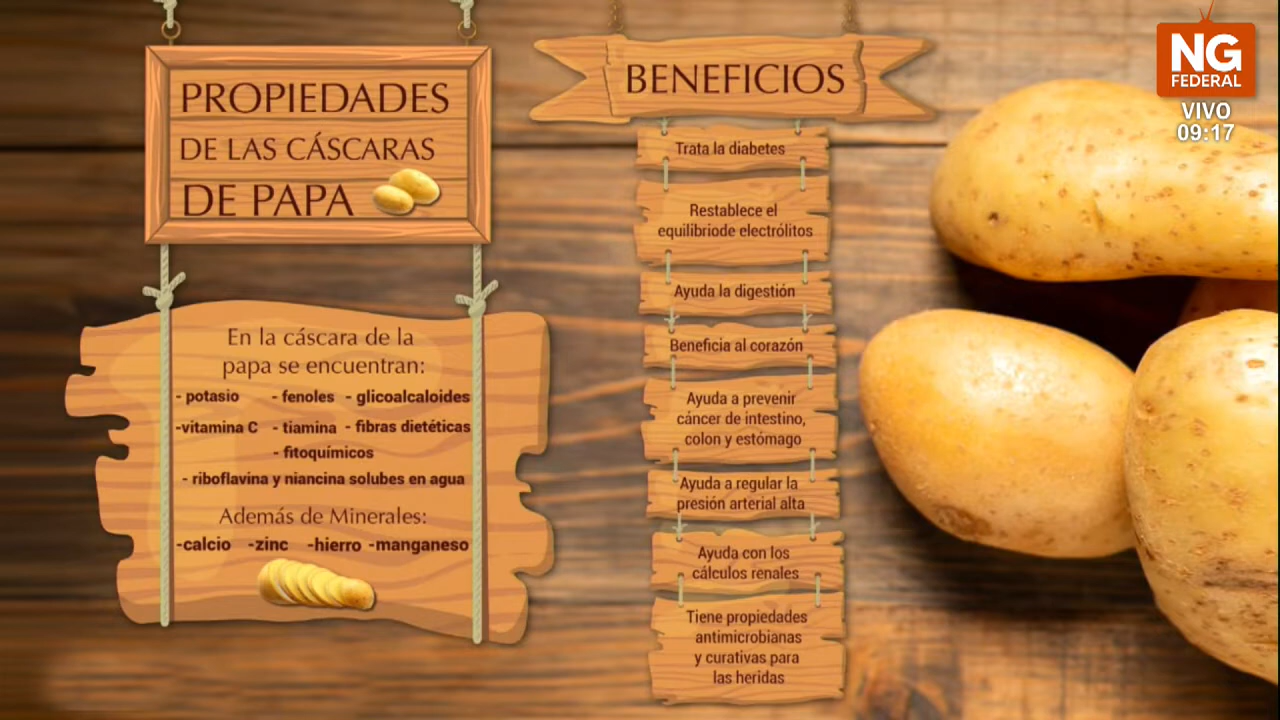 PROPIEDADES
DE LAS CÁSCARAS
DE PAPA
En la cáscara de la
papa se encuentran:
- potasio - fenoles - glicoalcaloides
-vitamina C - tiamina - fibras dietéticas
- fitoquímicos
- riboflavina y niancina solubes en agua
Además de Minerales:
-calcio -zinc -hierro -manganeso
BENEFICIOS
Trata la diabetes
Restablece el
equilibriode electrólitos
Ayuda la digestión
Beneficia al corazón
Ayuda a prevenir
cáncer de intestino,
colon y estómago
Ayuda a regular la
presión arterial alta
Ayuda con los
cálculos renales
Tiene propiedades
antimicrobianas
y curativas para
las heridas
NG
FEDERAL
VIVO
09:17